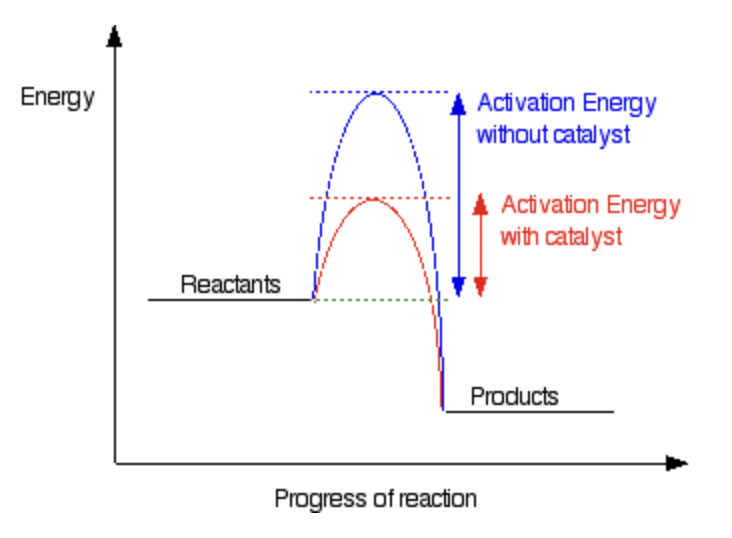 Energy
Activation Energy
without catalyst
Activation Energy
with catalyst
Reactants
Products
Progress of reaction